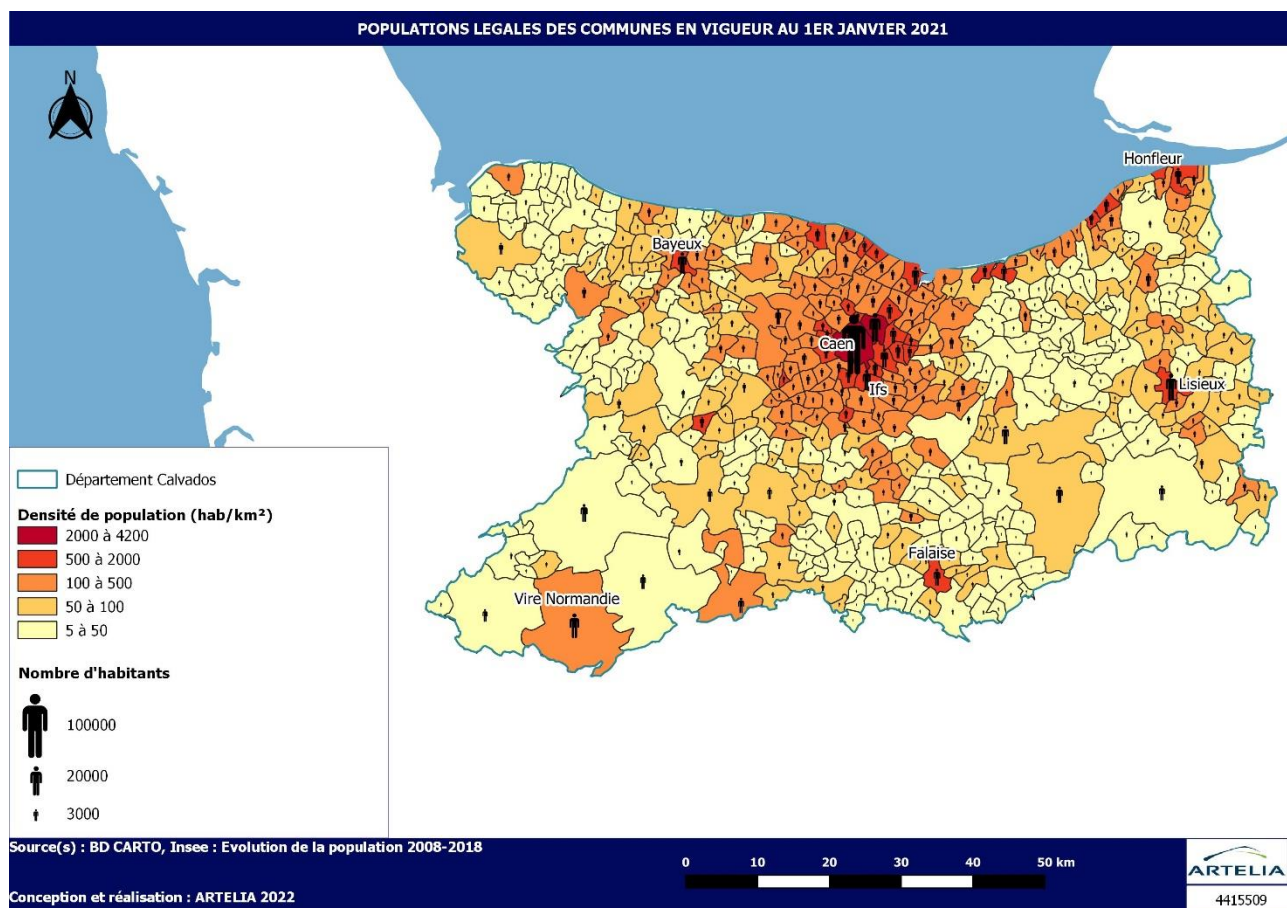 POPULATIONS LEGALES DES COMMUNES EN VIGUEUR AU 1ER JANVIER 2021
N
Honfleur
Bayeux
Caen
Ifs
Lisieux
Falaise
Vire Normandie
Département Calvados
Densité de population (hab/km²)
2000 à 4200
500 à 2000
100 à 500
50 à 100
5 à 50
Nombre d'habitants
100000
20000
3000
Source(s) : BD CARTO, Insee : Evolution de la population 2008-2018
Conception et réalisation : ARTELIA 2022
0 10 20 30 40 50 km
ARTELIA
4415509